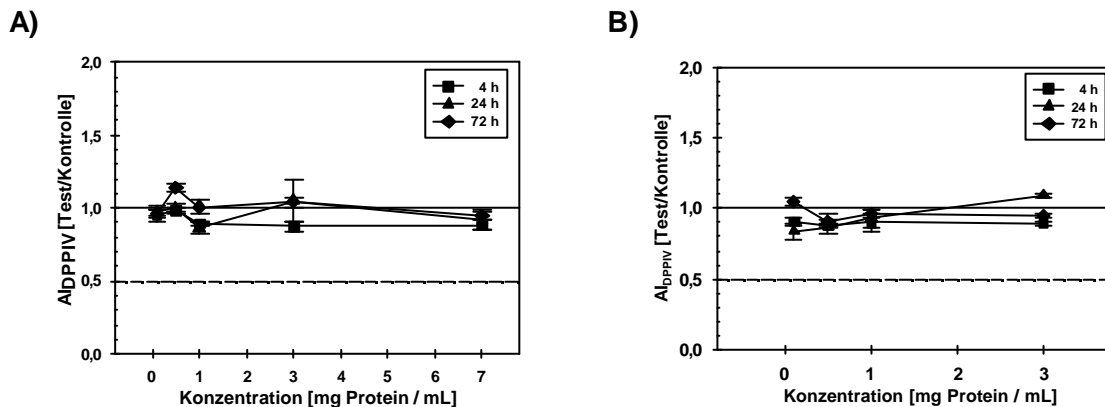 A)
2,0
1,5
1,0
0,5
0,0
AIDPPIV [Test/Kontrolle]
4 h
24 h
72 h
0 1 2 3 4 5 6 7
Konzentration [mg Protein / mL]
B)
2,0
1,5
1,0
0,5
0,0
AIDPPIV [Test/Kontrolle]
4 h
24 h
72 h
0 1 2 3
Konzentration [mg Protein / mL]